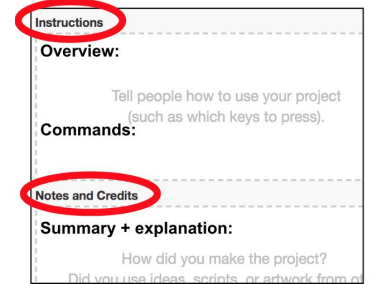 Instructions
Overview:
Tell people how to use your project
(such as which keys to press).
Commands:
Notes and Credits
Summary + explanation:
How did you make the project?
Did you use ideas, scripts, or artwork from